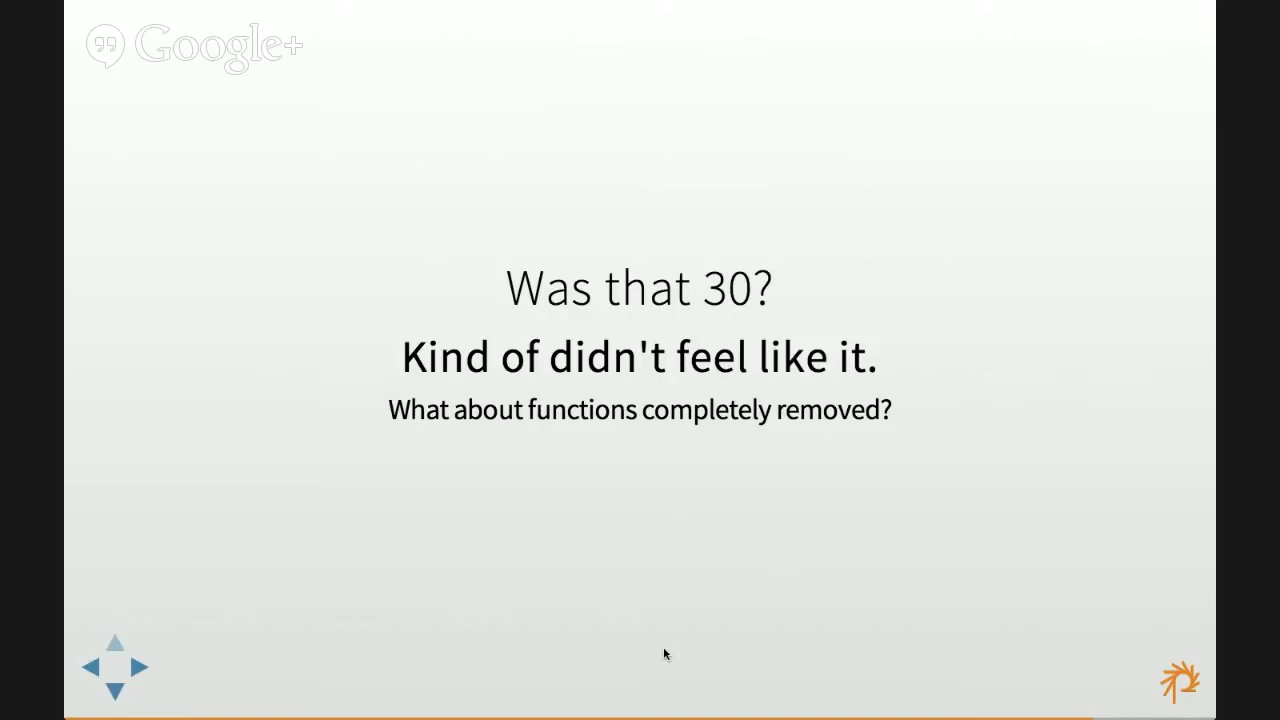 Google+
Was that 30?
Kind of didn't feel like it.
What about functions completely removed?